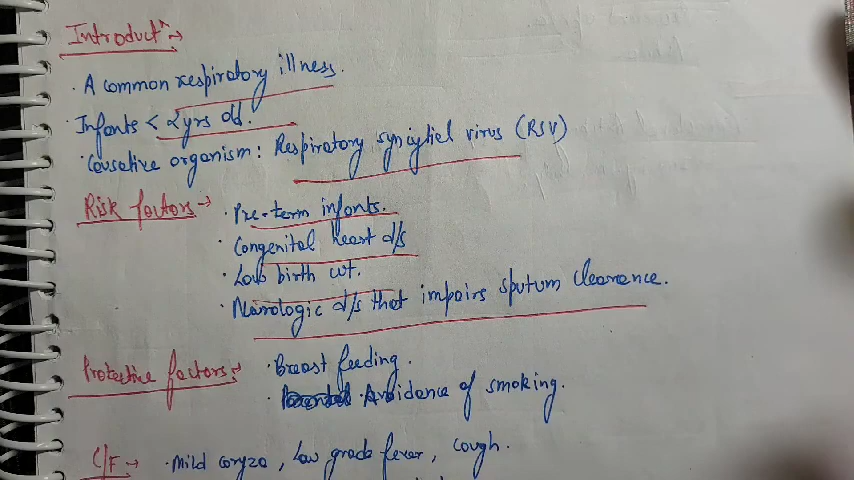 Introductⁿ →
· A common respiratory illness.
· Infants < 2yrs old.
· Causative organism: Respiratory syncytiel virus (RSV)
Risk factors → · Pre-term infants.
· Congenital heart d/s
· Low birth wt.
· Neurologic d/s that impairs sputum clearance.
Protective factors → · Breast feeding.
· Avoidance of smoking.
C/F → · Mild coryza, low grade fever, cough.